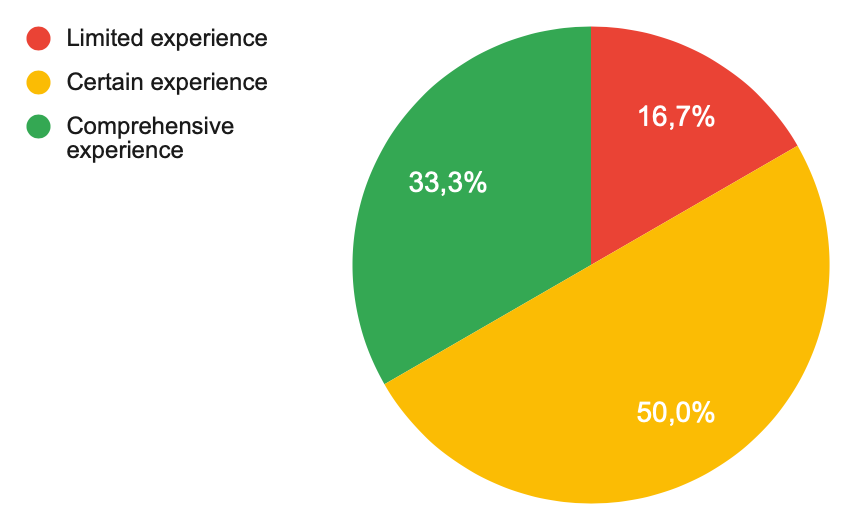 Limited experience
Certain experience
Comprehensive
experience
16,7%
33,3%
50,0%